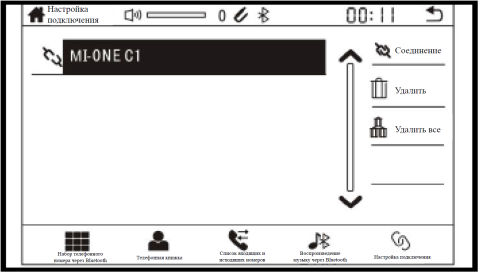 Настройка
подключения
0
00:11
MI-ONE C1
Соединение
Удалить
Удалить все
Набор телефонного
номера через Bluetooth
Телефонная книжка
Список входящих и
исходящих номеров
Воспроизведение
музыку через Bluetooth
Настройка подключения